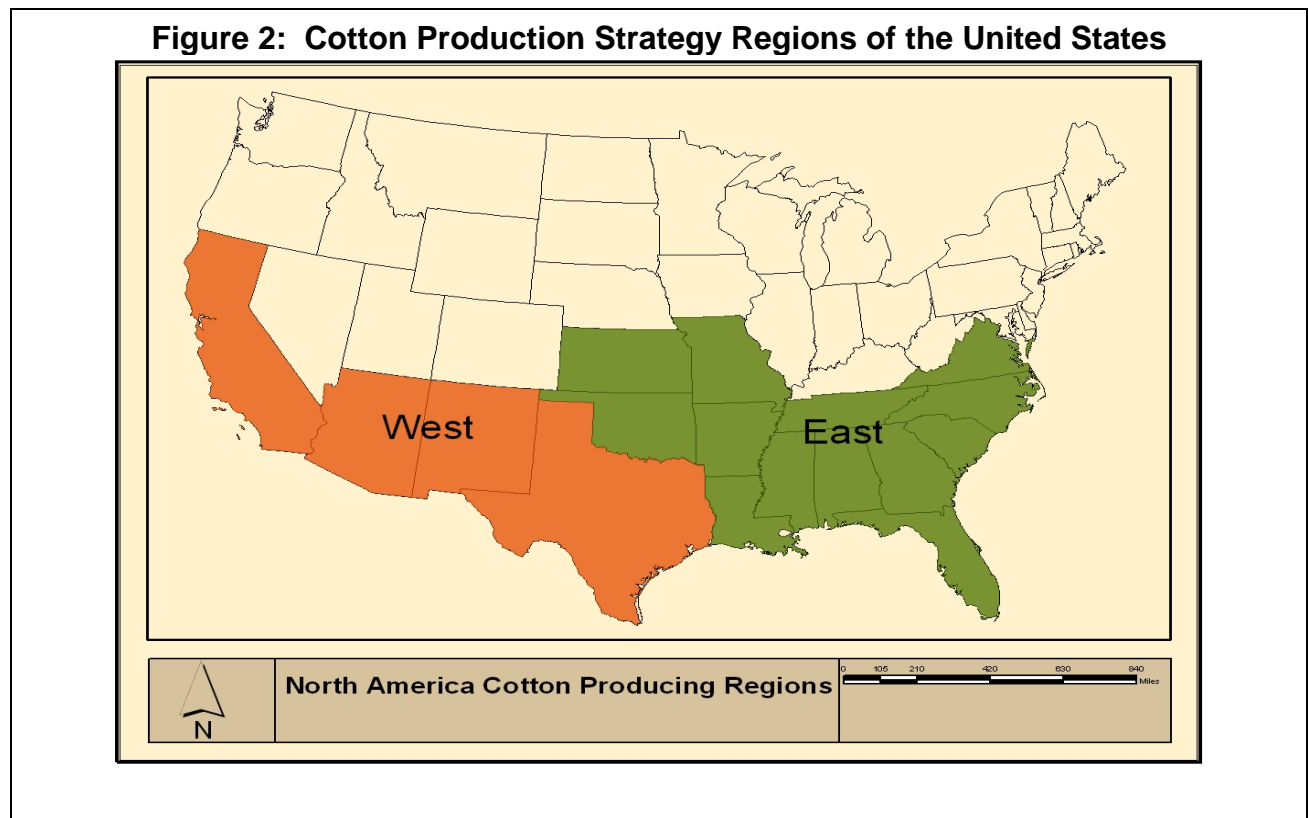 Figure 2: Cotton Production Strategy Regions of the United States
West
East
N
North America Cotton Producing Regions
0 105 210 420 630 840
Miles